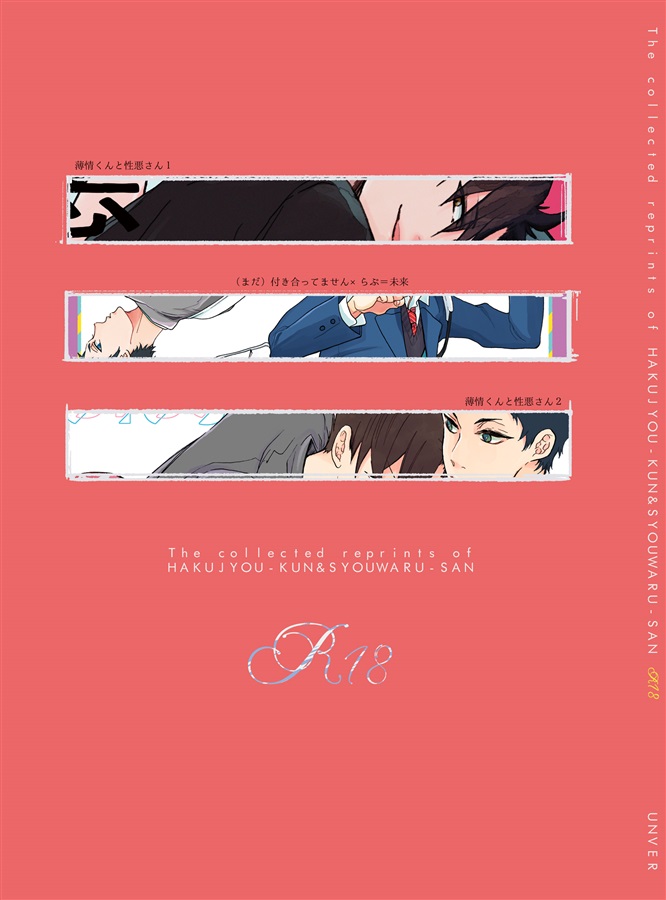 薄情くんと性悪さん1
(まだ)付き合ってません×らぶ=未来
薄情くんと性悪さん2
The collected reprints of
HAKUJYOU-KUN&SYOUWARU-SAN
R18
The collected reprints of HAKUJYOU-KUN&SYOUWARU-SAN R18
UNVER